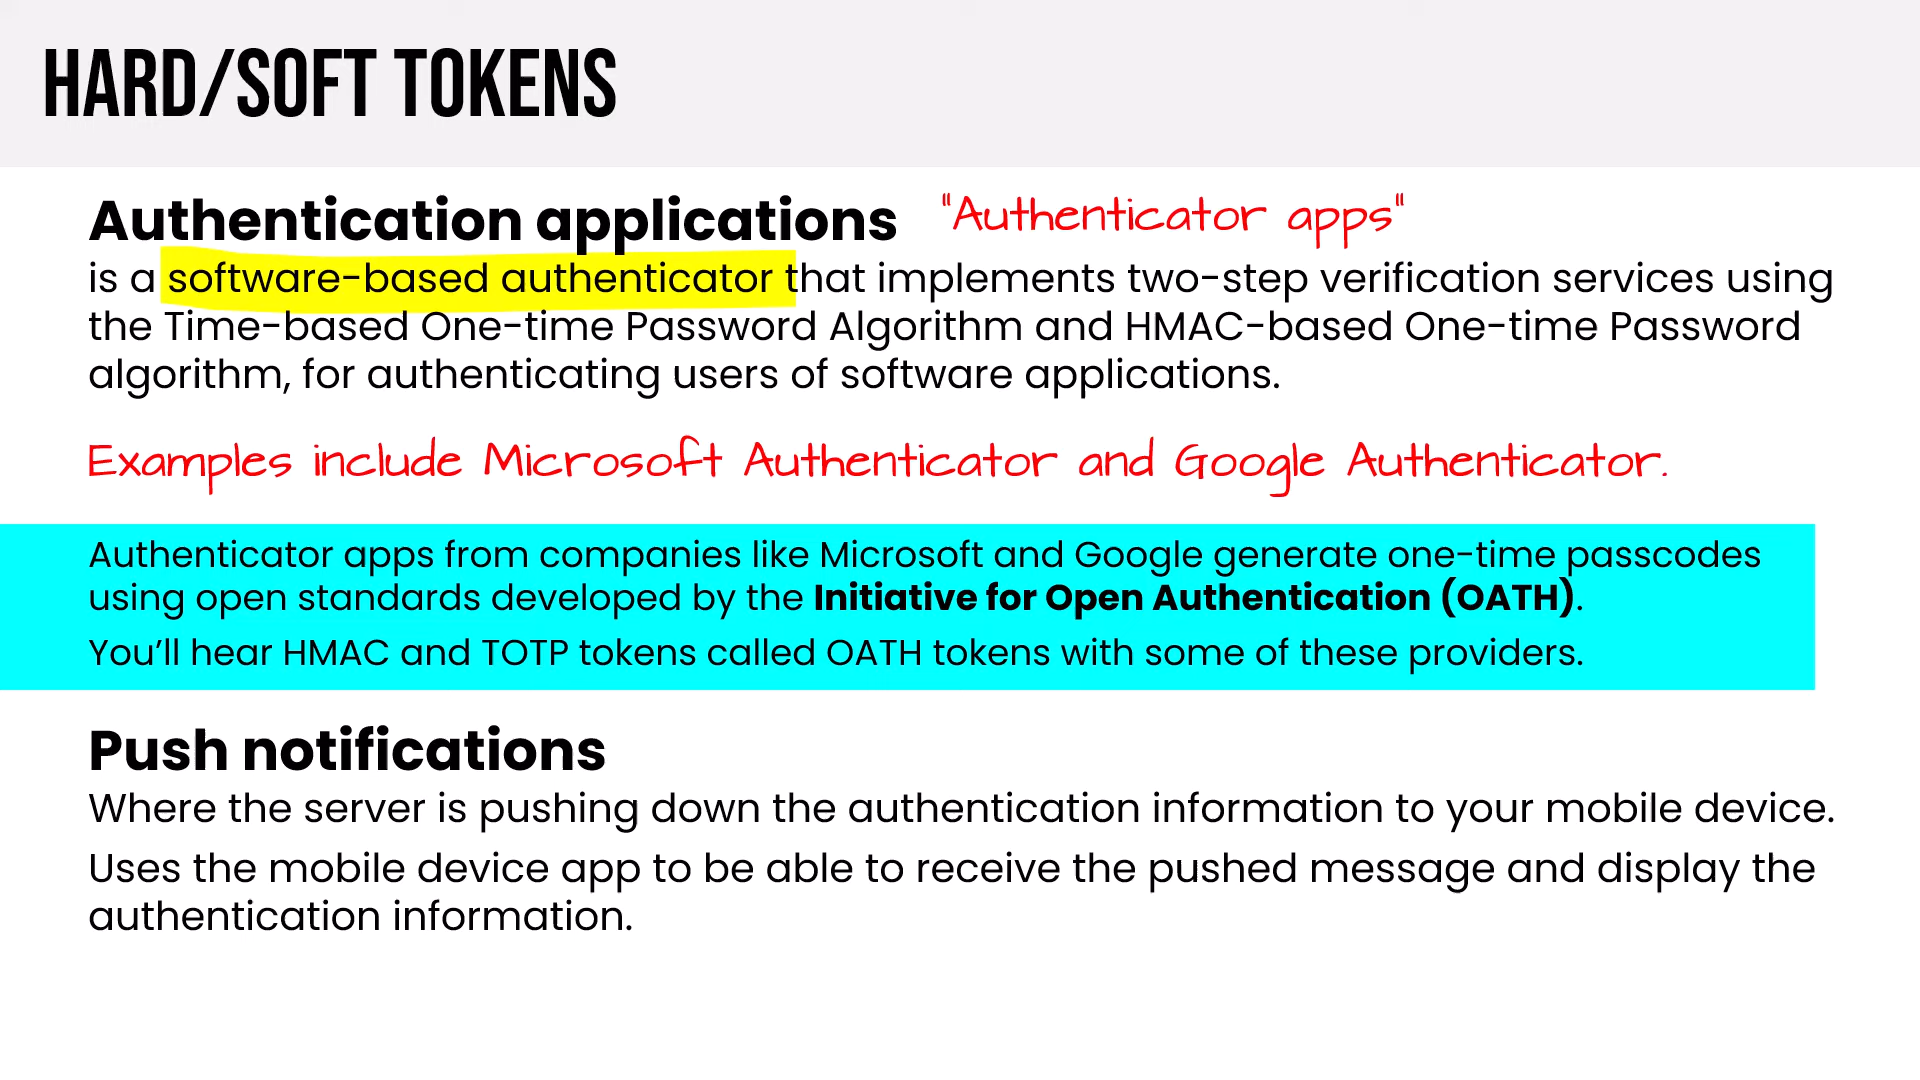 HARD/SOFT TOKENS
Authentication applications "Authenticator apps"
is a software-based authenticator that implements two-step verification services using
the Time-based One-time Password Algorithm and HMAC-based One-time Password
algorithm, for authenticating users of software applications.
Examples include Microsoft Authenticator and Google Authenticator.
Authenticator apps from companies like Microsoft and Google generate one-time passcodes
using open standards developed by the Initiative for Open Authentication (OATH).
You’ll hear HMAC and TOTP tokens called OATH tokens with some of these providers.
Push notifications
Where the server is pushing down the authentication information to your mobile device.
Uses the mobile device app to be able to receive the pushed message and display the
authentication information.